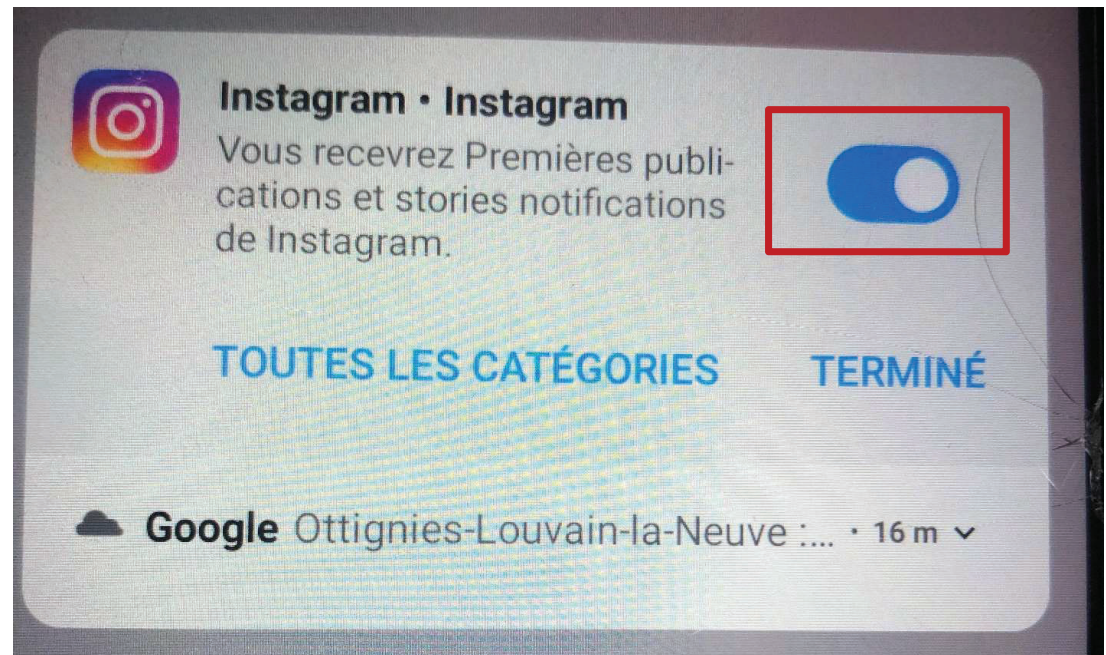 Instagram • Instagram
Vous recevrez Premières publi-
cations et stories notifications
de Instagram.
TOUTES LES CATÉGORIES TERMINÉ
Google Ottignies-Louvain-la-Neuve :... · 16 m